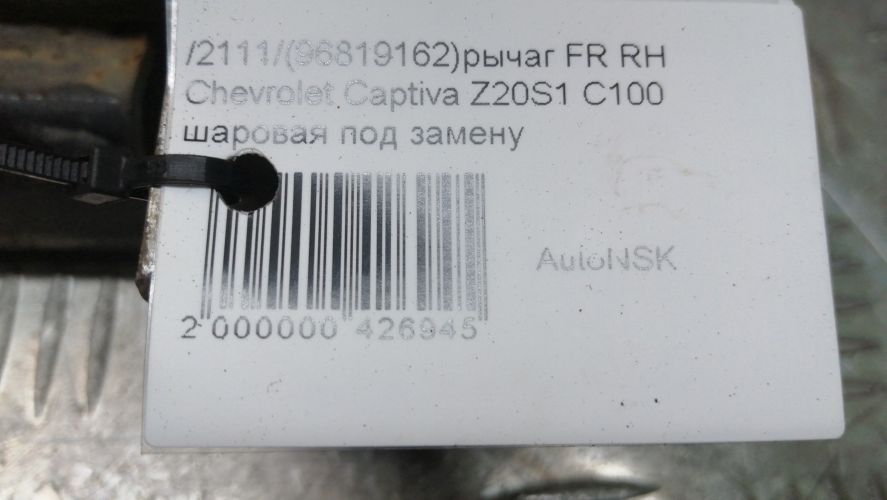 /2111/(96819162)рычаг FR RH
Chevrolet Captiva Z20S1 C100
шаровая под замену
AutoNSK
2 000000 426945